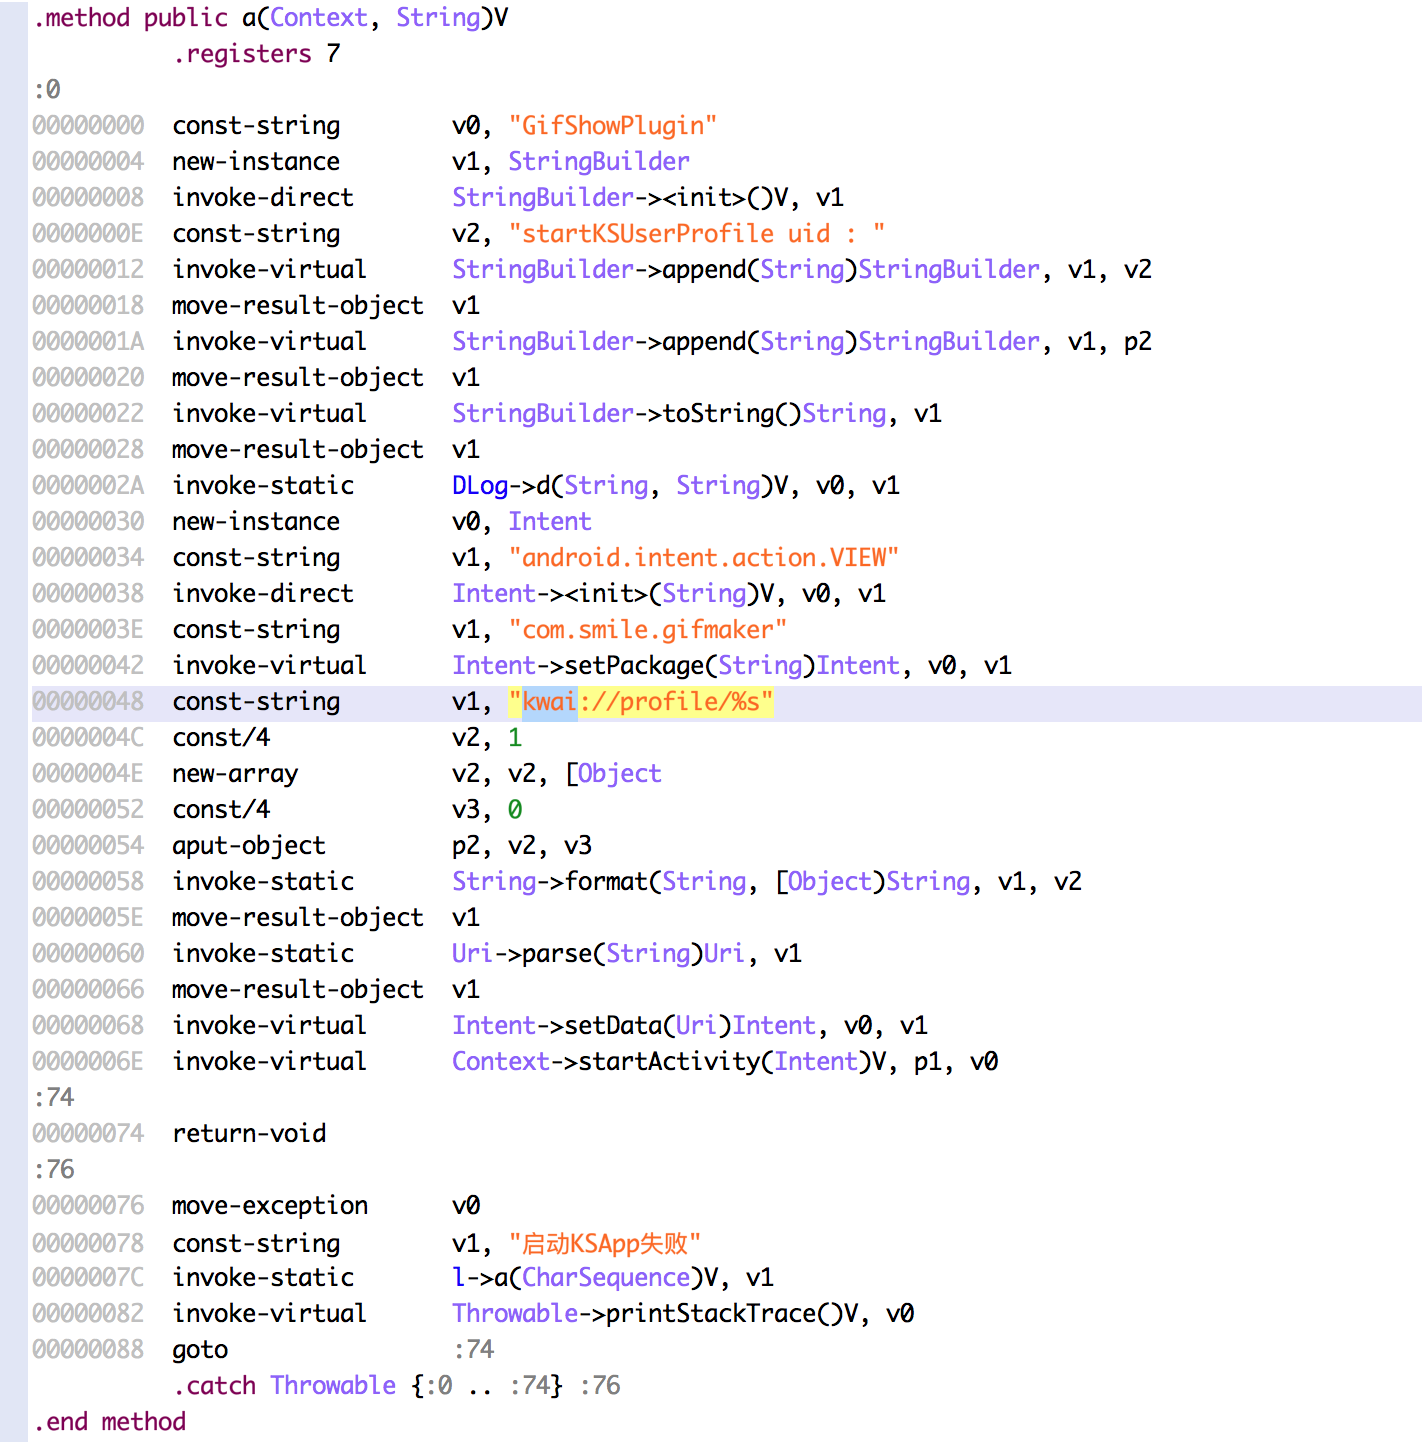 .method public a(Context, String)V
.registers 7
:0
00000000 const-string v0, "GifShowPlugin"
00000004 new-instance v1, StringBuilder
00000008 invoke-direct StringBuilder-><init>()V, v1
0000000E const-string v2, "startKSUserProfile uid : "
00000012 invoke-virtual StringBuilder->append(String)StringBuilder, v1, v2
00000018 move-result-object v1
0000001A invoke-virtual StringBuilder->append(String)StringBuilder, v1, p2
00000020 move-result-object v1
00000022 invoke-virtual StringBuilder->toString()String, v1
00000028 move-result-object v1
0000002A invoke-static DLog->d(String, String)V, v0, v1
00000030 new-instance v0, Intent
00000034 const-string v1, "android.intent.action.VIEW"
00000038 invoke-direct Intent-><init>(String)V, v0, v1
0000003E const-string v1, "com.smile.gifmaker"
00000042 invoke-virtual Intent->setPackage(String)Intent, v0, v1
00000048 const-string v1, "kwai://profile/%s"
0000004C const/4 v2, 1
0000004E new-array v2, v2, [Object
00000052 const/4 v3, 0
00000054 aput-object p2, v2, v3
00000058 invoke-static String->format(String, [Object)String, v1, v2
0000005E move-result-object v1
00000060 invoke-static Uri->parse(String)Uri, v1
00000066 move-result-object v1
00000068 invoke-virtual Intent->setData(Uri)Intent, v0, v1
0000006E invoke-virtual Context->startActivity(Intent)V, p1, v0
:74
00000074 return-void
:76
00000076 move-exception v0
00000078 const-string v1, "启动KSApp失败"
0000007C invoke-static l->a(CharSequence)V, v1
00000082 invoke-virtual Throwable->printStackTrace()V, v0
00000088 goto :74
.catch Throwable {:0 .. :74} :76
.end method